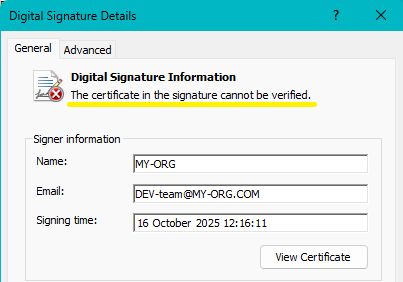 Digital Signature Details
?
General
Advanced
Digital Signature Information
The certificate in the signature cannot be verified.
Signer information
Name:
MY-ORG
Email:
DEV-team@MY-ORG.COM
Signing time:
16 October 2025 12:16:11
View Certificate